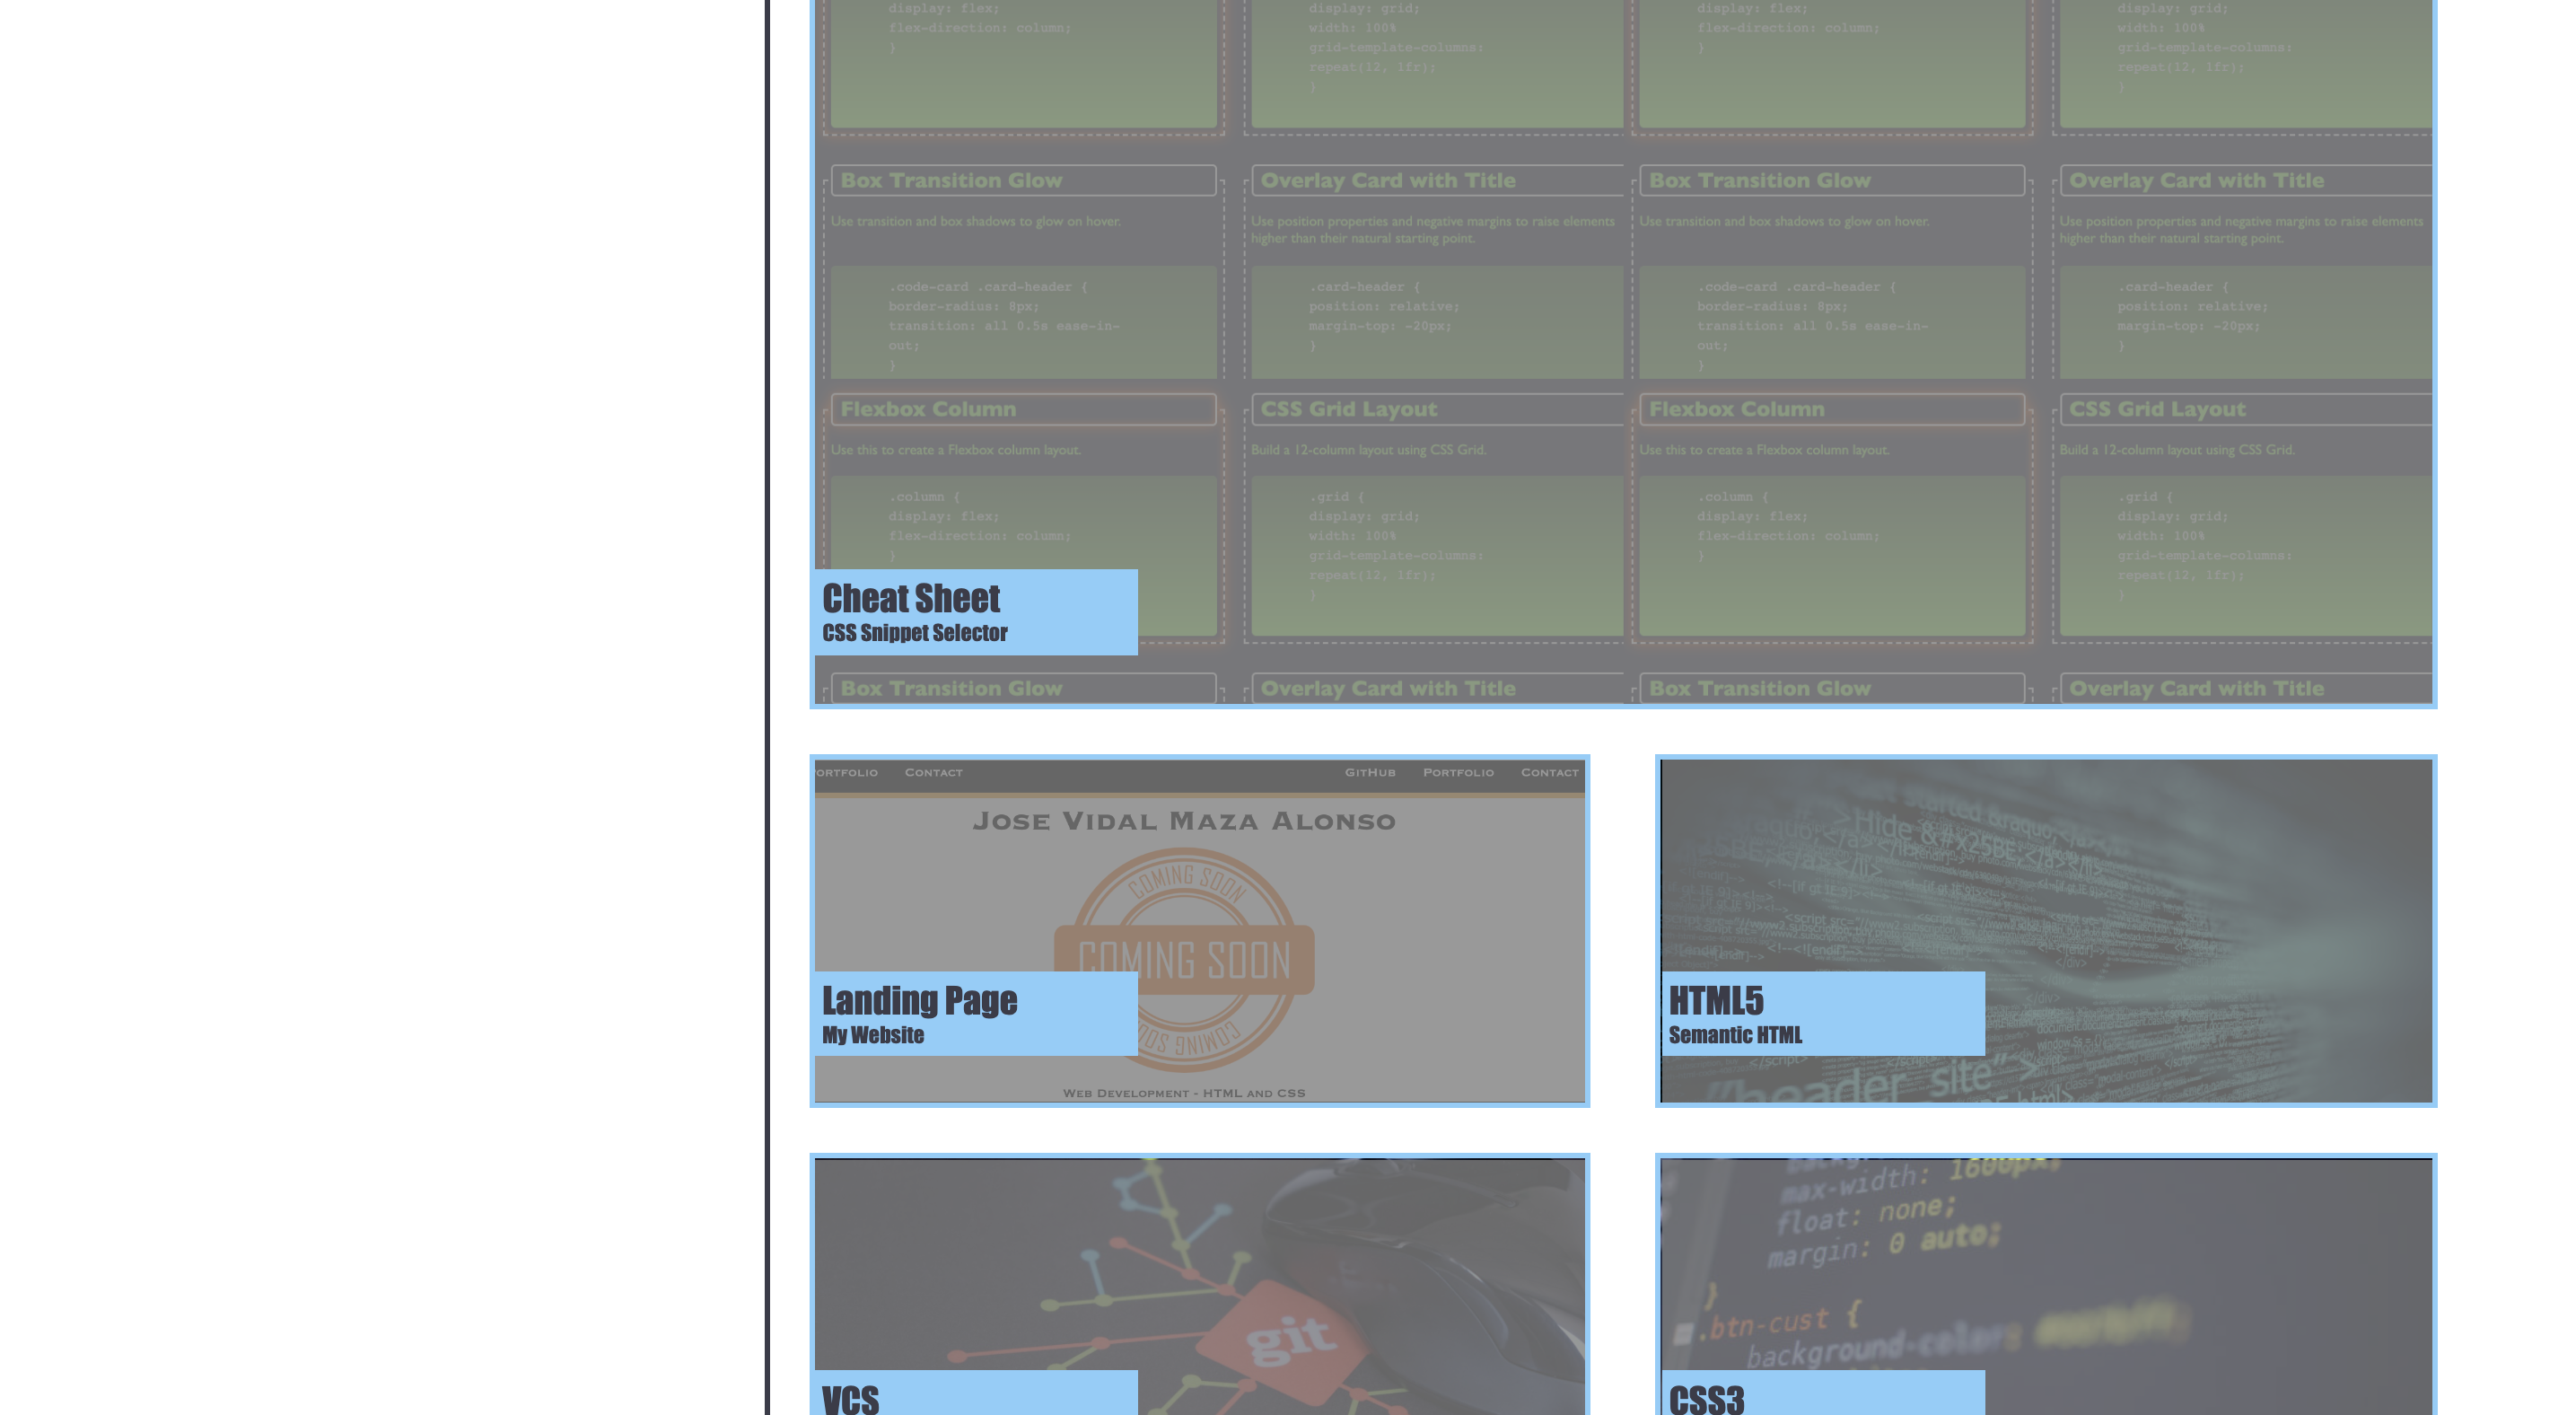 display: flex;
flex-direction: column;
}
display: grid;
width: 100%
grid-template-columns:
repeat(12, 1fr);
}
display: flex;
flex-direction: column;
}
display: grid;
width: 100%
grid-template-columns:
repeat(12, 1fr);
}
Box Transition Glow
Use transition and box shadows to glow on hover.
.code-card .card-header {
border-radius: 8px;
transition: all 0.5s ease-in-
out;
}
Overlay Card with Title
Use position properties and negative margins to raise elements
higher than their natural starting point.
.card-header {
position: relative;
margin-top: -20px;
}
Box Transition Glow
Use transition and box shadows to glow on hover.
.code-card .card-header {
border-radius: 8px;
transition: all 0.5s ease-in-
out;
}
Overlay Card with Title
Use position properties and negative margins to raise elements
higher than their natural starting point.
.card-header {
position: relative;
margin-top: -20px;
}
Flexbox Column
Use this to create a Flexbox column layout.
.column {
display: flex;
flex-direction: column;
}
CSS Grid Layout
Build a 12-column layout using CSS Grid.
.grid {
display: grid;
width: 100%
grid-template-columns:
repeat(12, 1fr);
}
Flexbox Column
Use this to create a Flexbox column layout.
.column {
display: flex;
flex-direction: column;
}
CSS Grid Layout
Build a 12-column layout using CSS Grid.
.grid {
display: grid;
width: 100%
grid-template-columns:
repeat(12, 1fr);
}
Cheat Sheet
CSS Snippet Selector
Box Transition Glow
Overlay Card with Title
Box Transition Glow
Overlay Card with Title
ortfolio Contact GitHub Portfolio Contact
Jose Vidal Maza Alonso
COMING SOON
COMING SOON
COMING SOON
Landing Page
My Website
Web Development - HTML and CSS
started &raquo;
>Hide &#x25BE;</a></li>
HTML5
Semantic HTML
"header_site">
git
VCS
max-width: 1600px;
float: none;
margin: 0 auto;
}
.btn-cust {
background-color:
CSS3